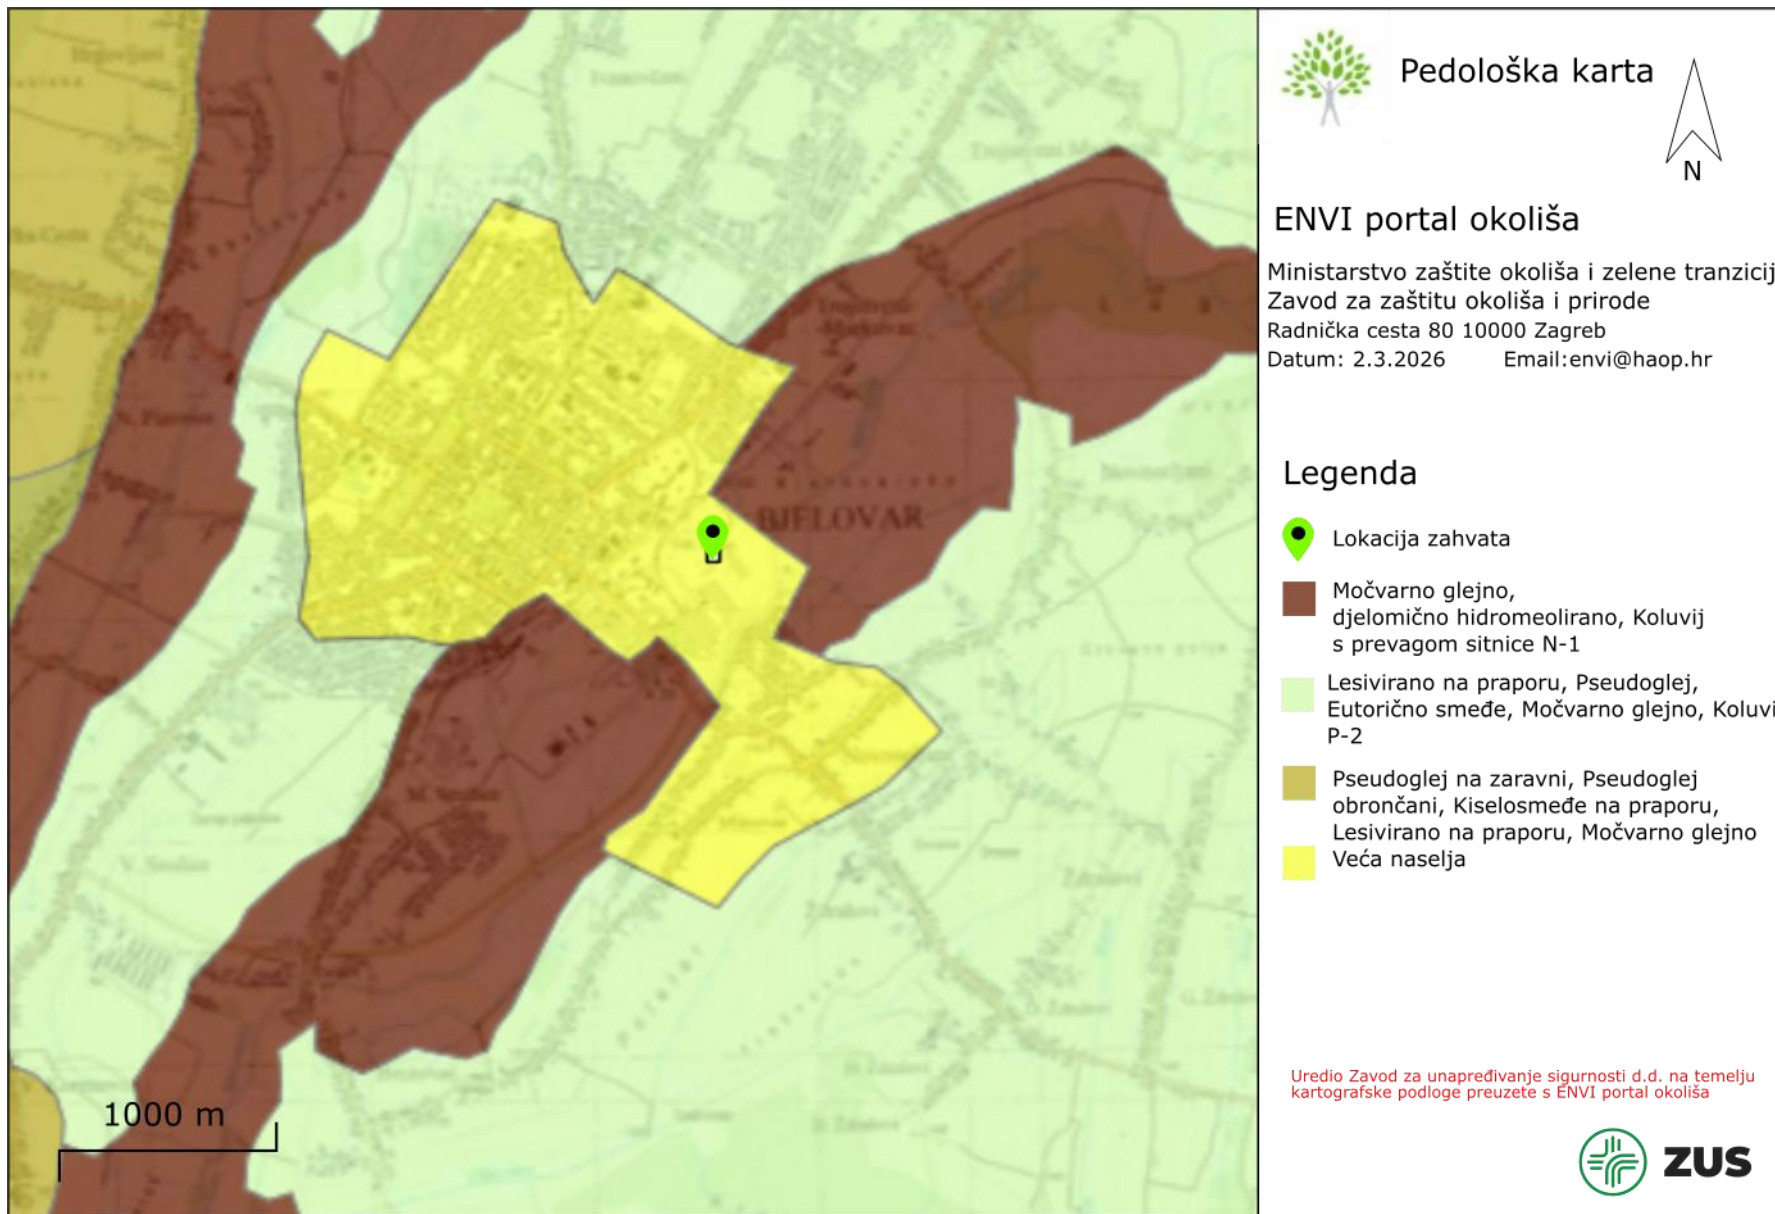 Pedološka karta
N
ENVI portal okoliša
Ministarstvo zaštite okoliša i zelene tranzicij
Zavod za zaštitu okoliša i prirode
Radnička cesta 80 10000 Zagreb
Datum: 2.3.2026 Email:envi@haop.hr
Legenda
Lokacija zahvata
Močvarno glejno,
djelomično hidromeolirano, Koluvij
s prevagom sitnice N-1
Lesivirano na praporu, Pseudoglej,
Eutorično smeđe, Močvarno glejno, Koluvi
P-2
Pseudoglej na zaravni, Pseudoglej
obrončani, Kiselosmeđe na praporu,
Lesivirano na praporu, Močvarno glejno
Veća naselja
BJELOVAR
1000 m
Uredio Zavod za unapređivanje sigurnosti d.d. na temelju
kartografske podloge preuzete s ENVI portal okoliša
ZUS